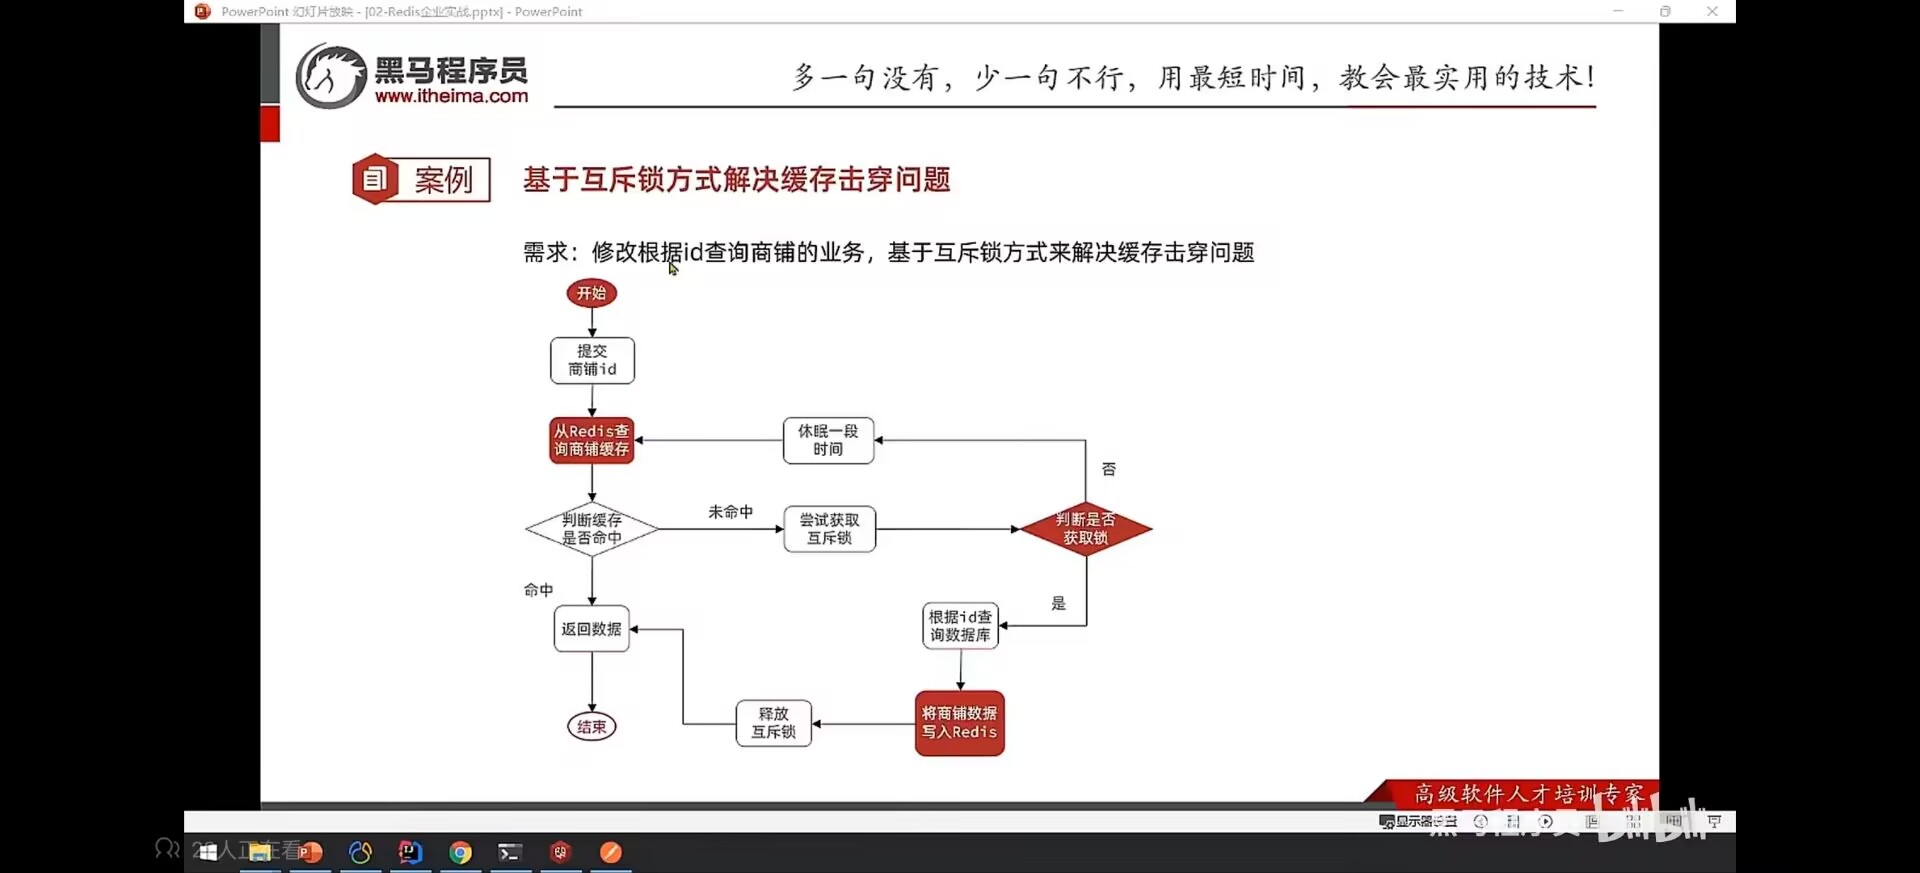 PowerPoint 幻灯片放映 - [02-Redis企业实战.pptx] - PowerPoint
黑马程序员
www.itheima.com
多一句没有，少一句不行，用最短时间，教会最实用的技术！
案例
基于互斥锁方式解决缓存击穿问题
需求：修改根据id查询商铺的业务，基于互斥锁方式来解决缓存击穿问题
开始
提交
商铺id
从Redis查
询商铺缓存
休眠一段
时间
否
判断缓存
是否命中
未命中
尝试获取
互斥锁
判断是否
获取锁
命中
是
返回数据
根据id查
询数据库
将商铺数据
写入Redis
释放
互斥锁
结束
高级软件人才培训专家
显示器
黑马程序员
bilibili
人正在看